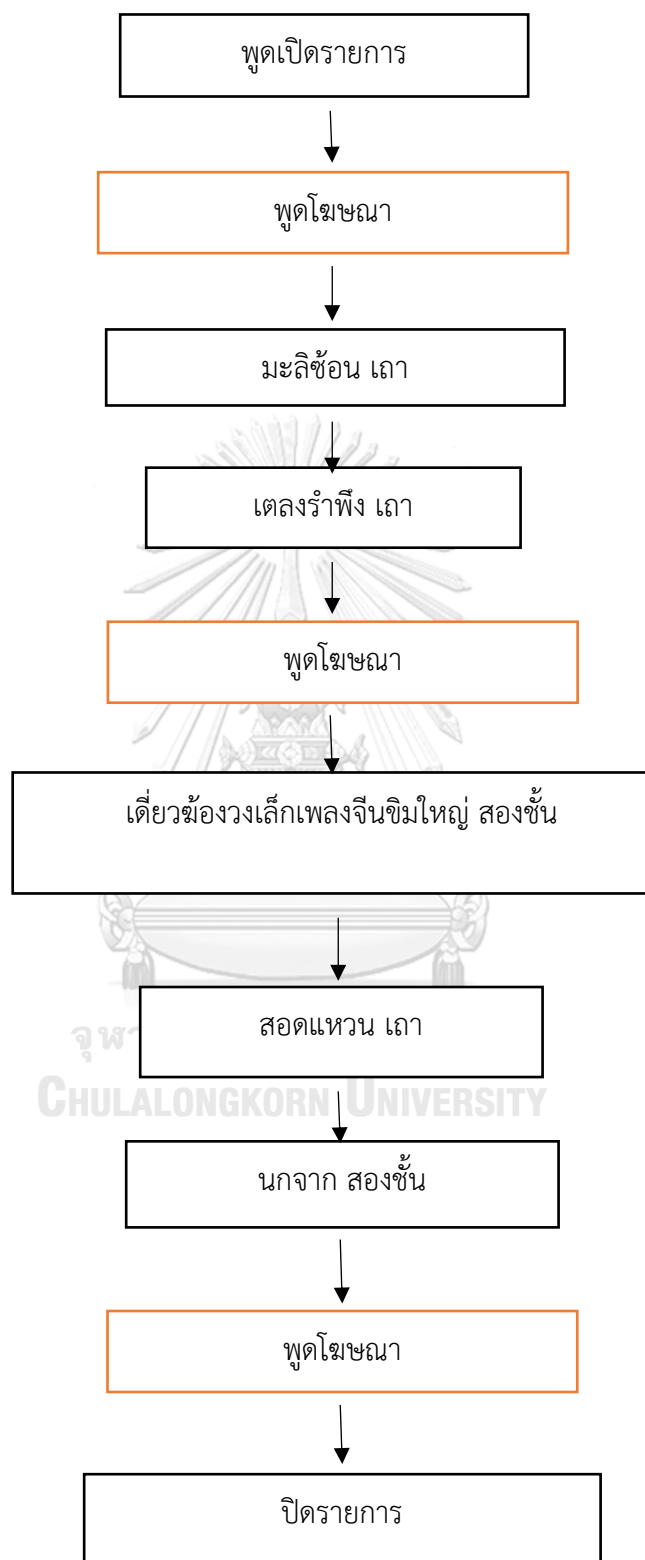 พูดเปิดรายการ
พูดโฆษณา
มะลิซ้อน เถา
เตลงรำพึง เถา
พูดโฆษณา
เดี่ยวฆ้องวงเล็กเพลงจีนขิมใหญ่ สองชั้น
สอดแหวน เถา
จุฬา
CHULALONGKORN UNIVERSITY
นกจาก สองชั้น
พูดโฆษณา
ปิดรายการ